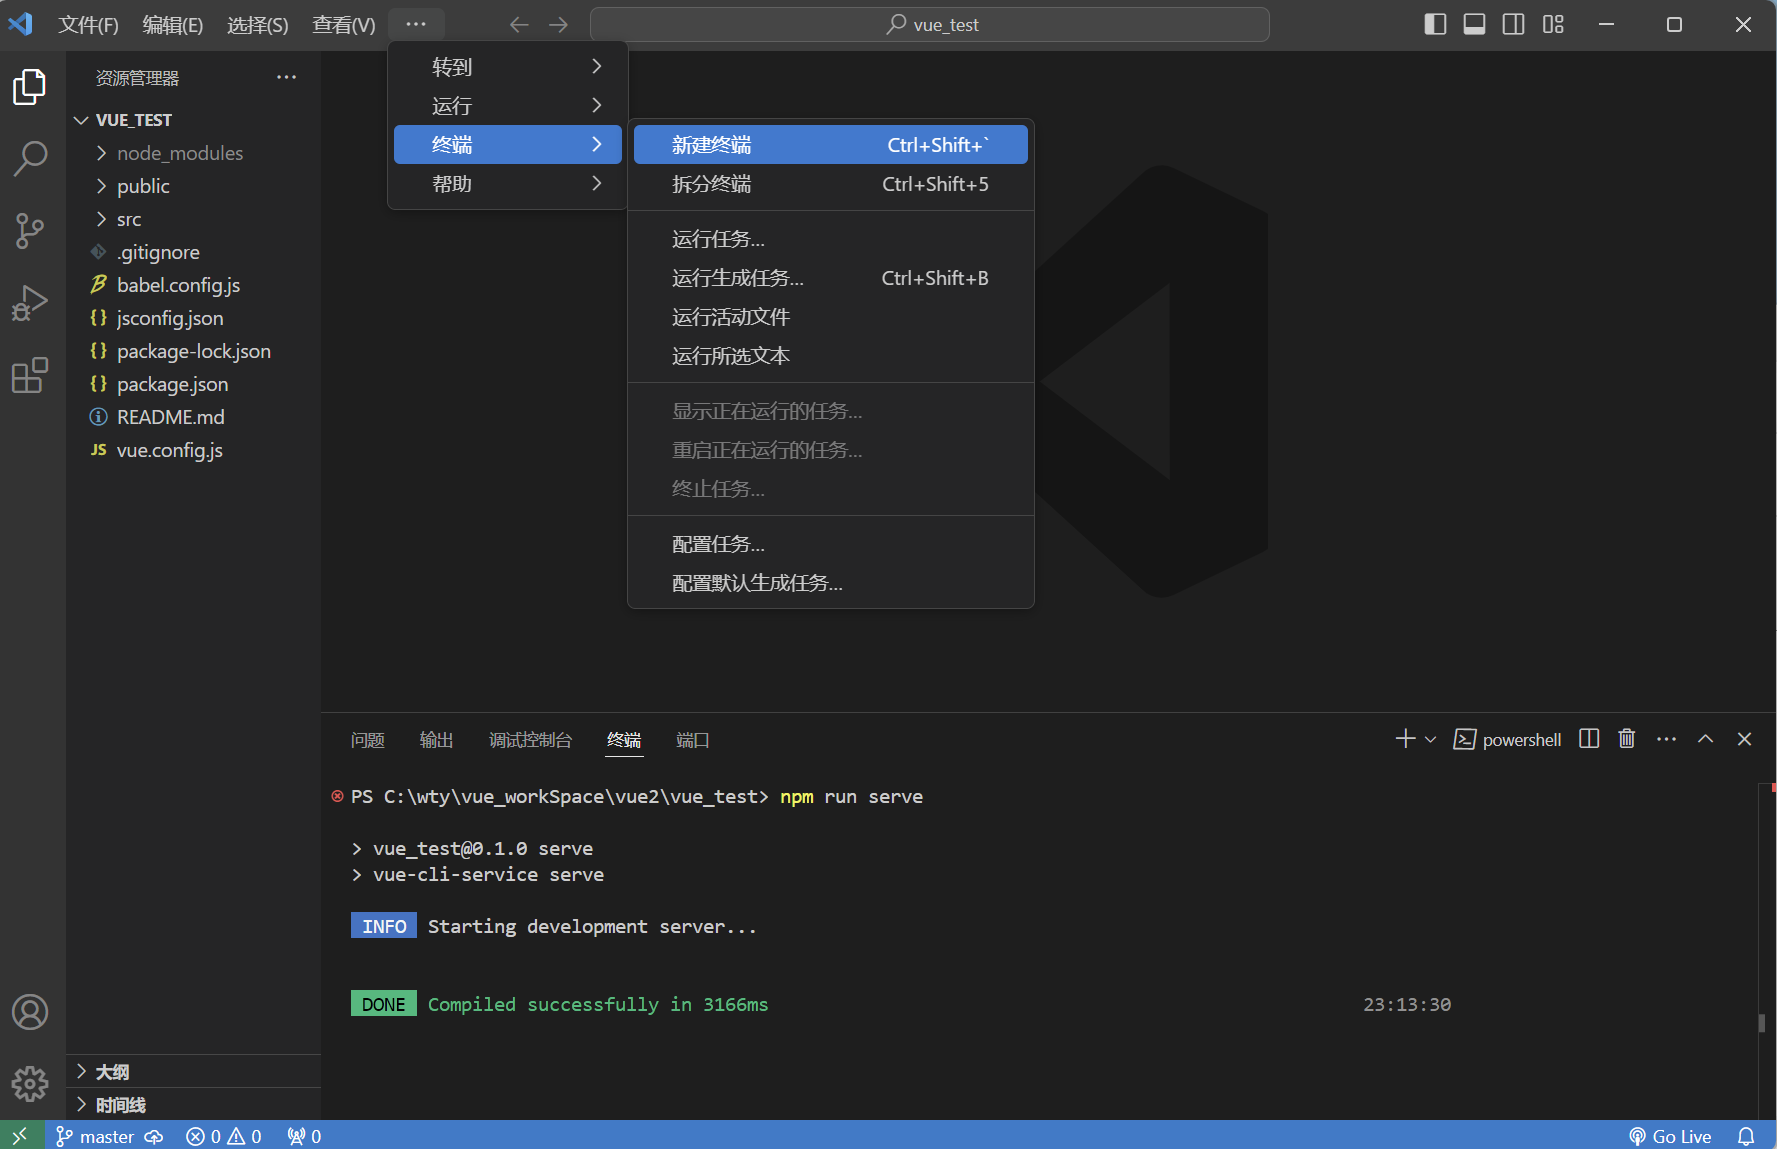 文件(F) 编辑(E) 选择(S) 查看(V) ··· vue_test
资源管理器 ···
VUE_TEST
node_modules
public
src
.gitignore
babel.config.js
jsconfig.json
package-lock.json
package.json
README.md
JS vue.config.js
大纲
时间线
转到
运行
终端
帮助
新建终端 Ctrl+Shift+`
拆分终端 Ctrl+Shift+5
运行任务...
运行生成任务... Ctrl+Shift+B
运行活动文件
运行所选文本
显示正在运行的任务...
重启正在运行的任务...
终止任务...
配置任务...
配置默认生成任务...
问题 输出 调试控制台 终端 端口 powershell ···
PS C:\wty\vue_workSpace\vue2\vue_test> npm run serve
> vue_test@0.1.0 serve
> vue-cli-service serve
INFO Starting development server...
DONE Compiled successfully in 3166ms 23:13:30
master 0 0 0 Go Live